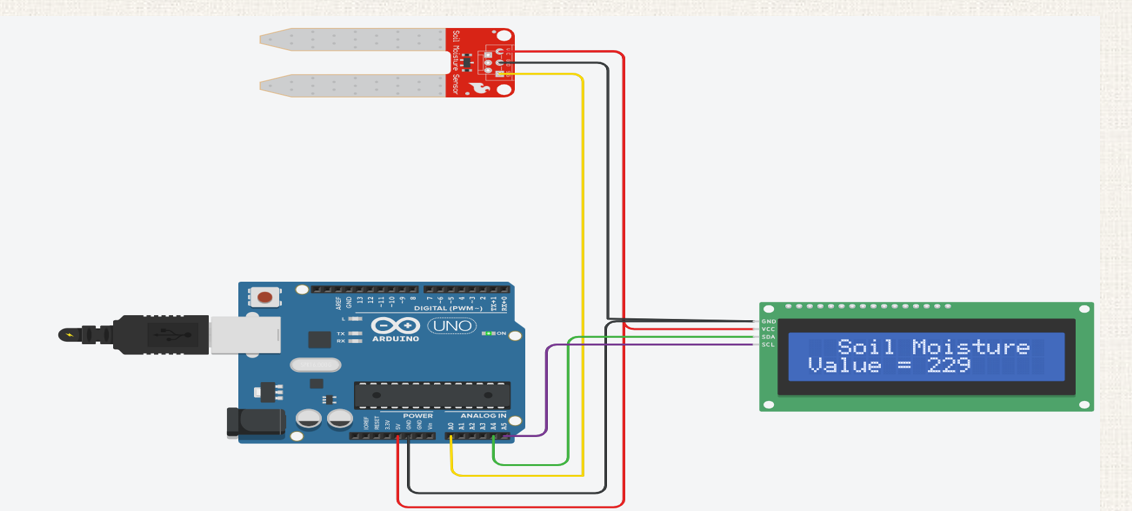 Soil Moisture Sensor
AREF
GND
13
12
~11
~10
~9
8
7
~6
~5
4
~3
2
TX→1
RX←0
DIGITAL (PWM~)
L
TX
RX
UNO
ON
ARDUINO
GND
VCC
SDA
SCL
Soil Moisture
Value = 229
POWER
ANALOG IN
IOREF
RESET
3.3V
5V
GND
GND
Vin
A0
A1
A2
A3
A4
A5